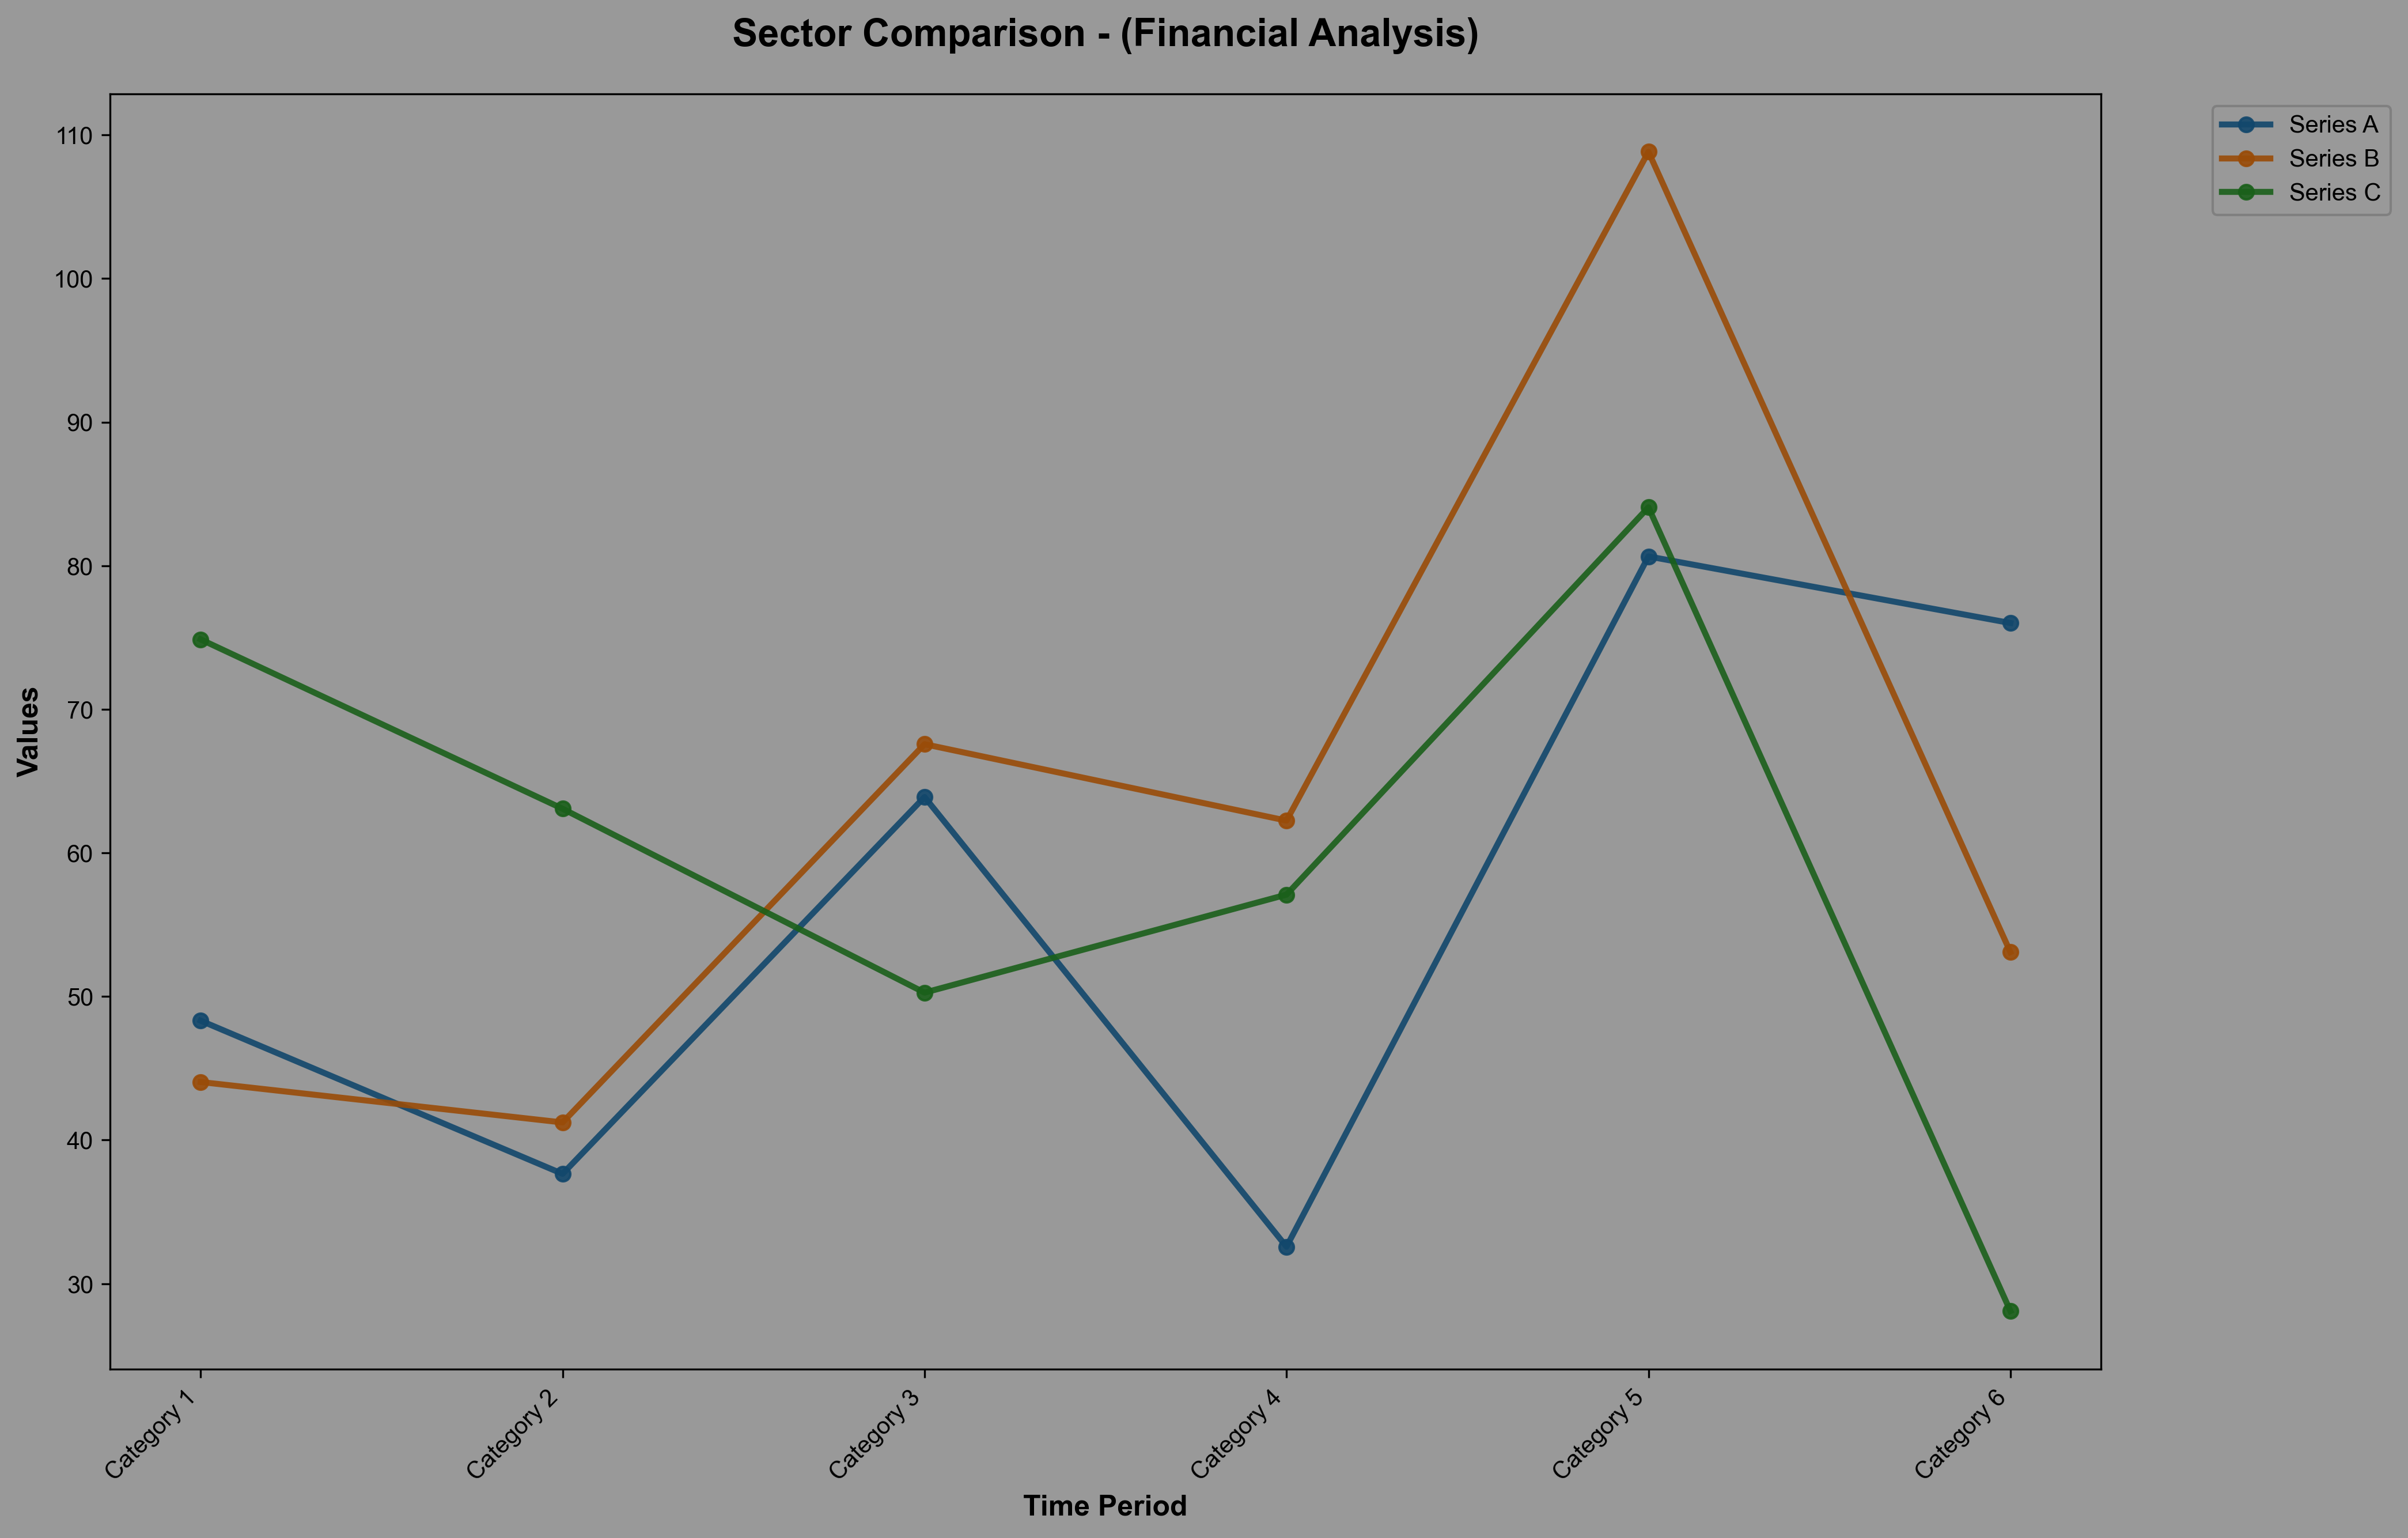 Sector Comparison - (Financial Analysis)
110
100
90
80
70
60
50
40
30
Values
Category 1
Category 2
Category 3
Category 4
Category 5
Category 6
Time Period
Series A
Series B
Series C